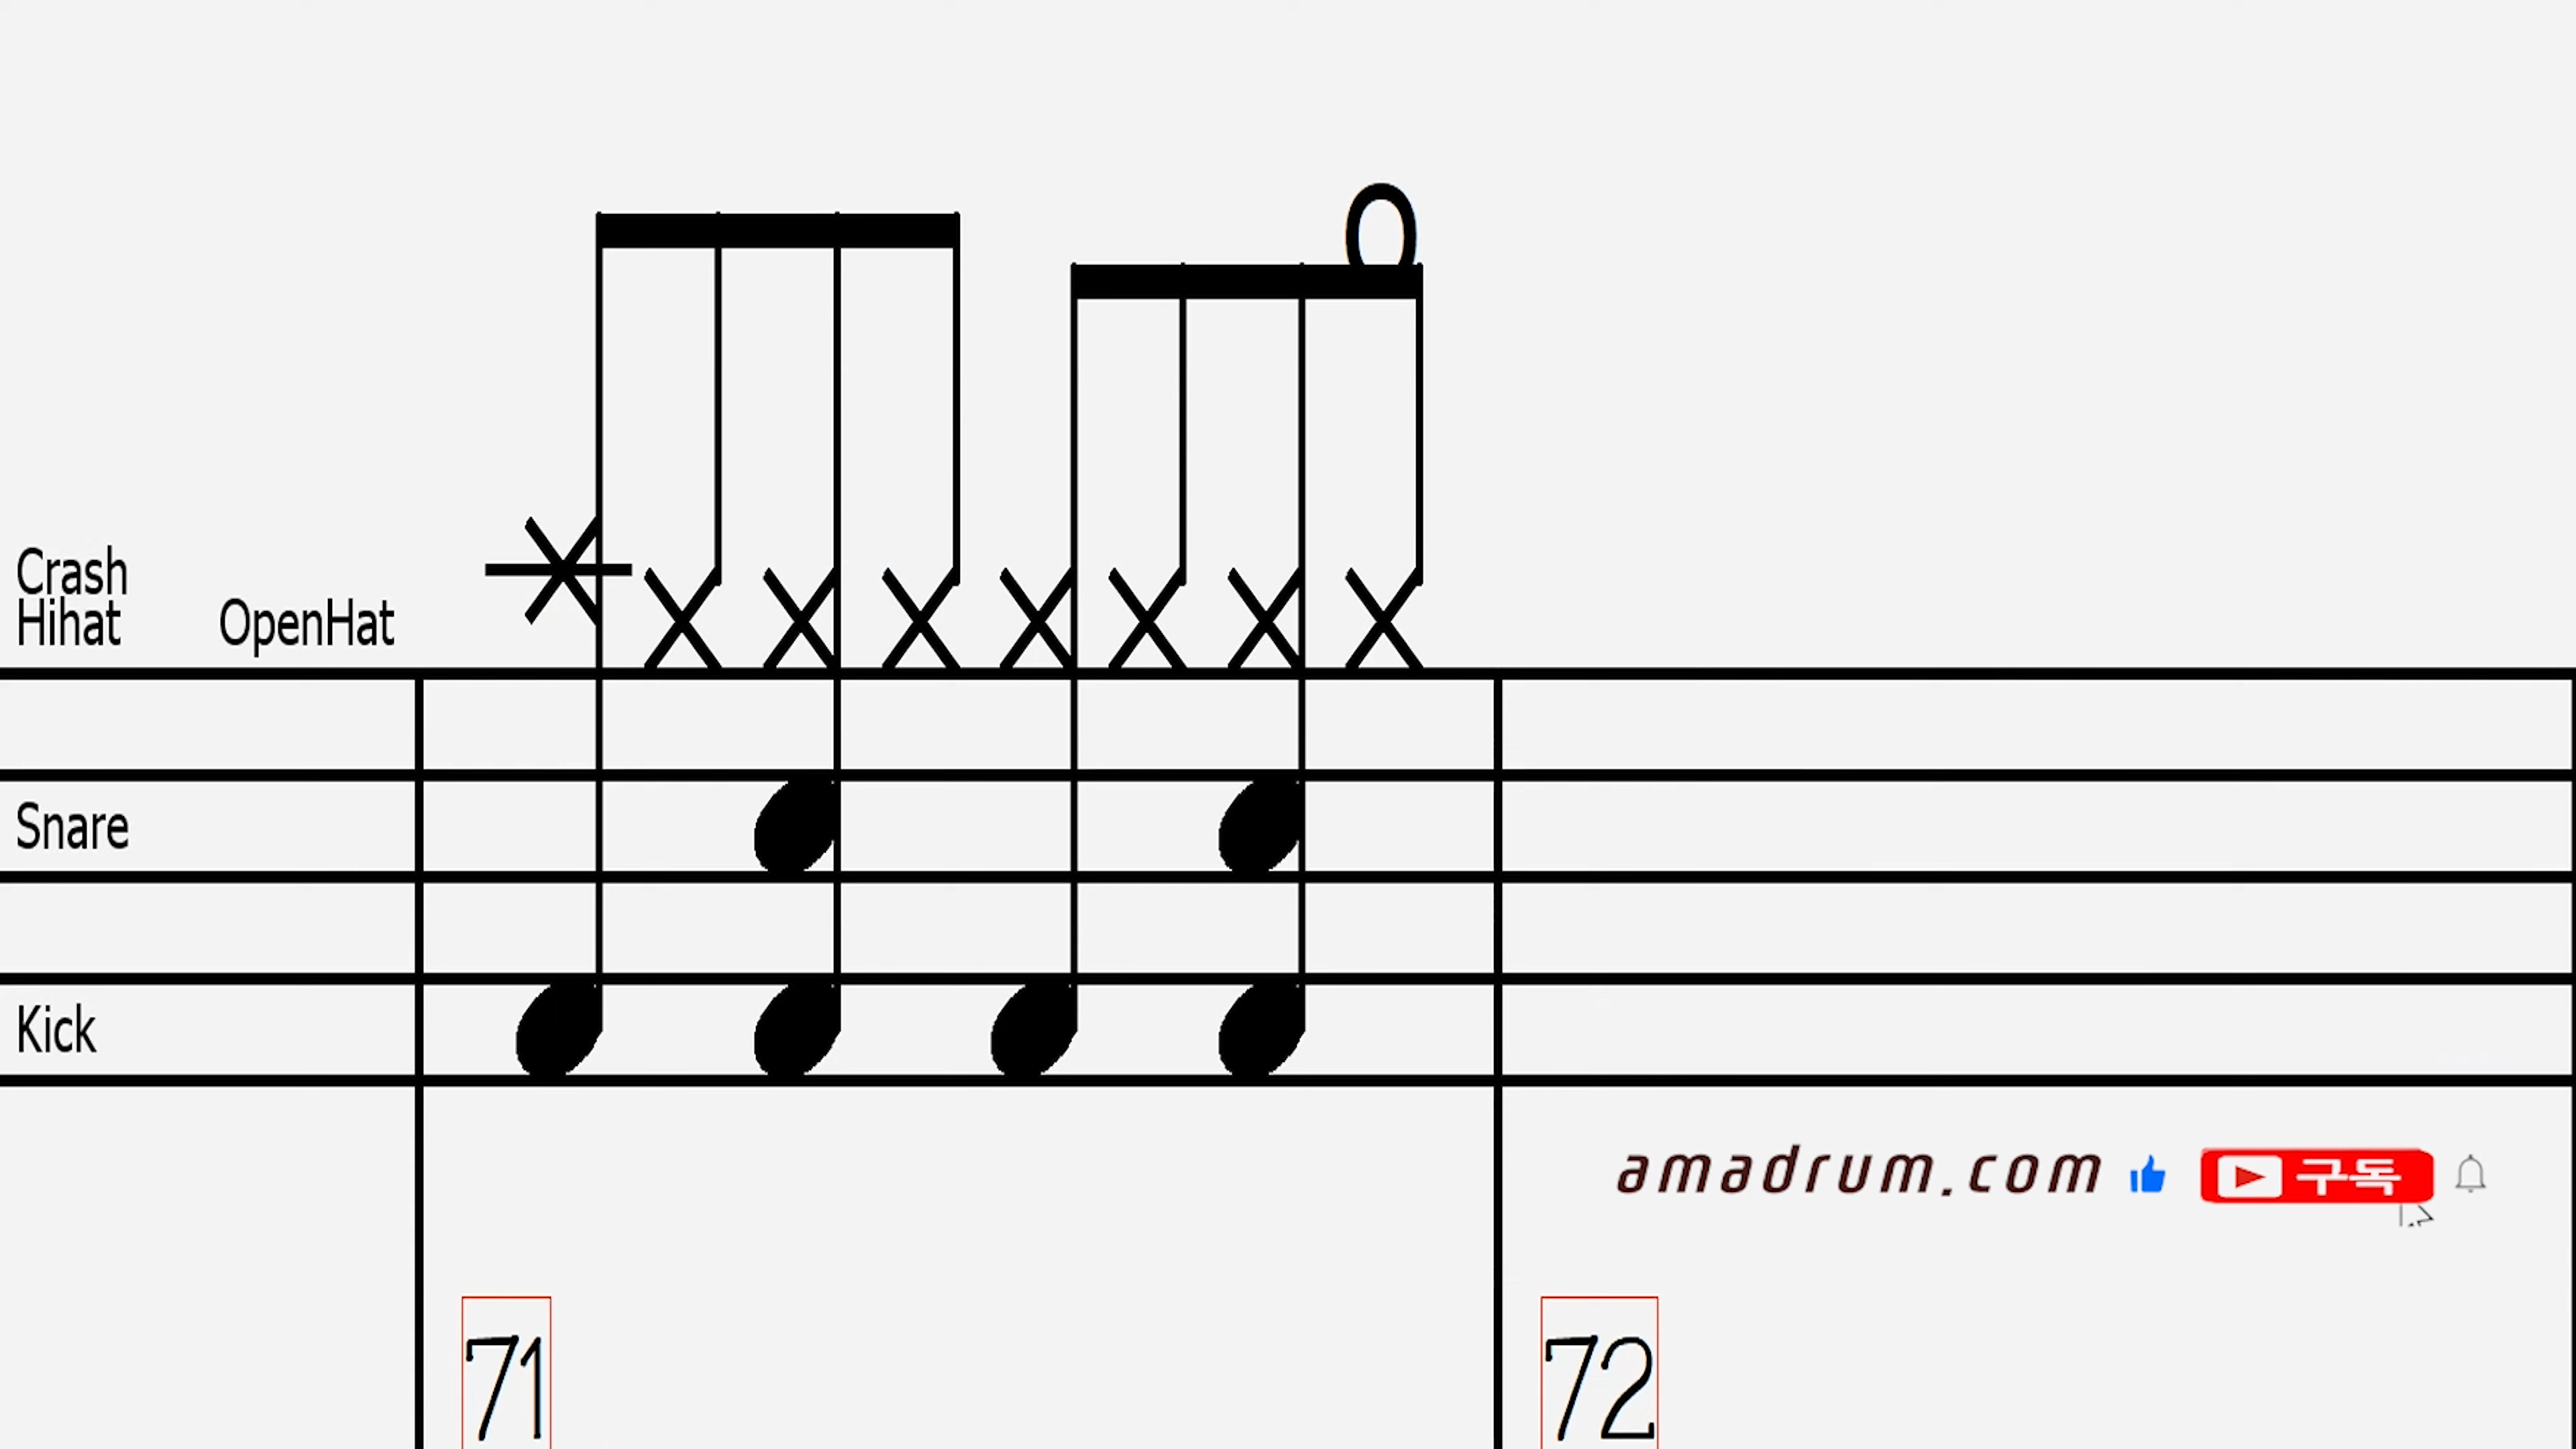 Crash
Hihat OpenHat
Snare
Kick
amadrum.com 구독
71 72